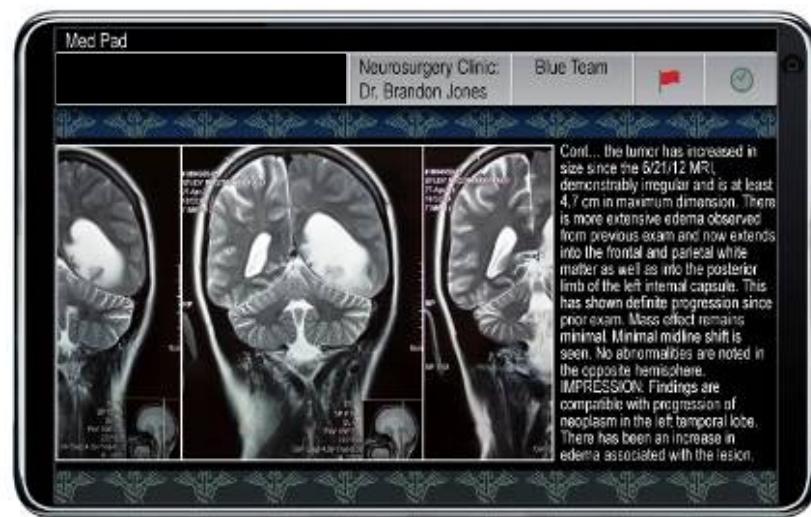 Med Pad
Neurosurgery Clinic:
Dr. Brandon Jones
Blue Team
Cont... the tumor has increased in
size since the 6/21/12 MRI,
demonstrably irregular and is at least
4,7 cm in maximum dimension. There
is more extensive edema observed
from previous exam and now extends
into the frontal and parietal white
matter as well as into the posterior
limb of the left internal capsule. This
has shown definite progression since
prior exam. Mass effect remains
minimal. Minimal midline shift is
seen. No abnormalities are noted in
the opposite hemisphere.
IMPRESSION: Findings are
compatible with progression of
neoplasm in the left temporal lobe.
There has been an increase in
edema associated with the lesion.